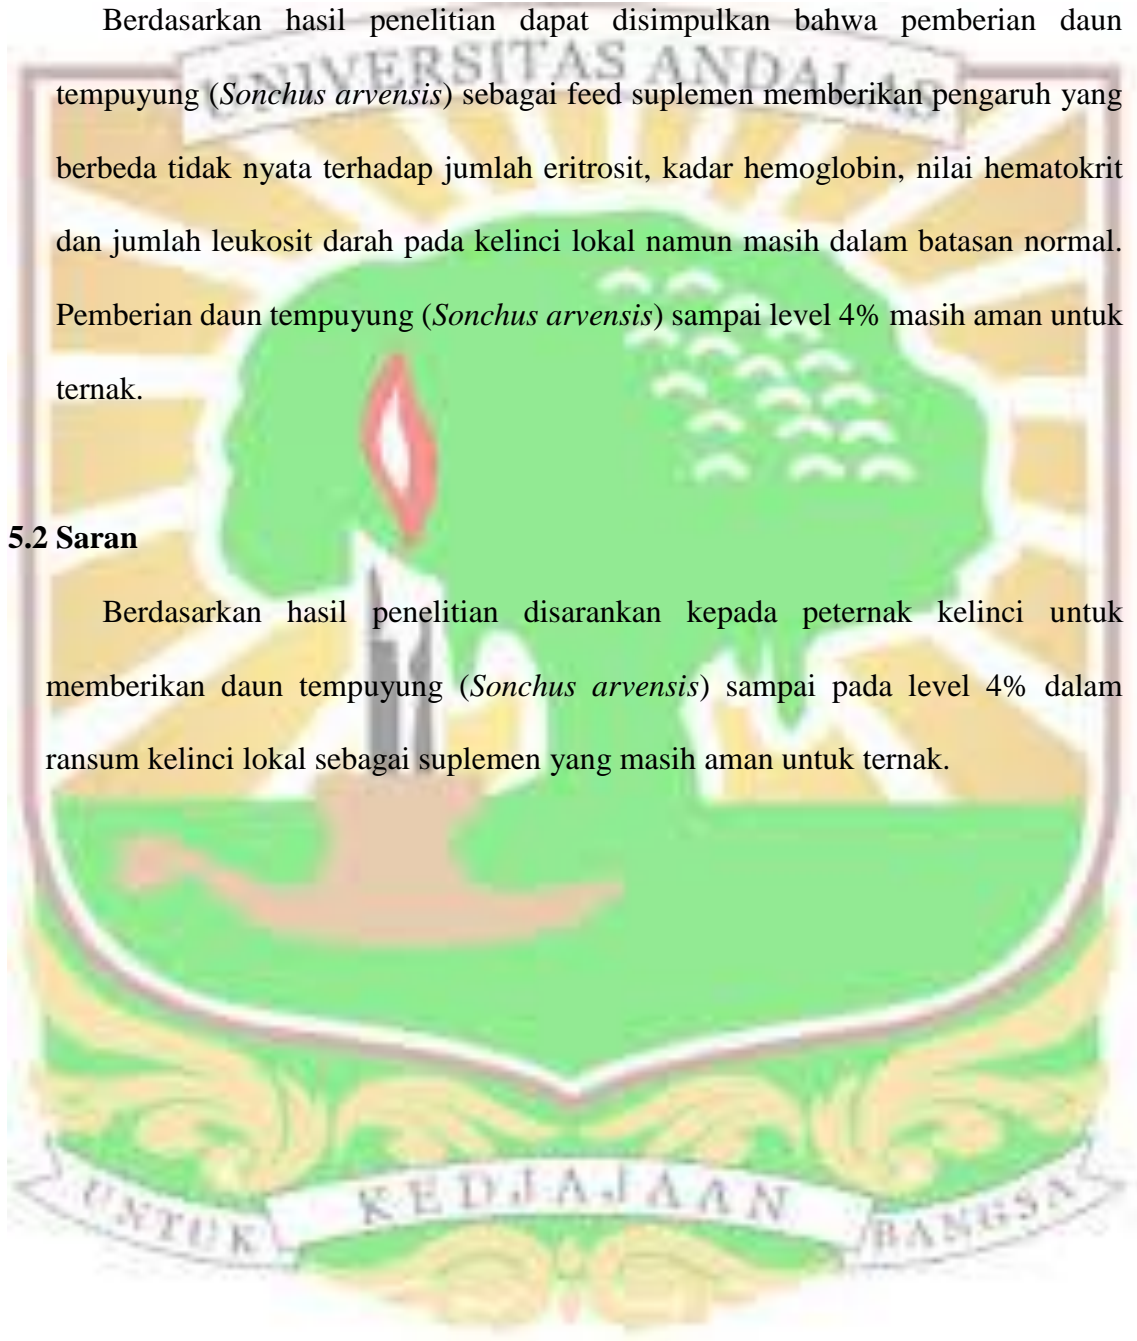 Berdasarkan hasil penelitian dapat disimpulkan bahwa pemberian daun
UNIVERSITAS ANDALAS
tempuyung (Sonchus arvensis) sebagai feed suplemen memberikan pengaruh yang
berbeda tidak nyata terhadap jumlah eritrosit, kadar hemoglobin, nilai hematokrit
dan jumlah leukosit darah pada kelinci lokal namun masih dalam batasan normal.
Pemberian daun tempuyung (Sonchus arvensis) sampai level 4% masih aman untuk
ternak.
5.2 Saran
Berdasarkan hasil penelitian disarankan kepada peternak kelinci untuk
memberikan daun tempuyung (Sonchus arvensis) sampai pada level 4% dalam
ransum kelinci lokal sebagai suplemen yang masih aman untuk ternak.
UNTUK KEDJAJAAN BANGSA